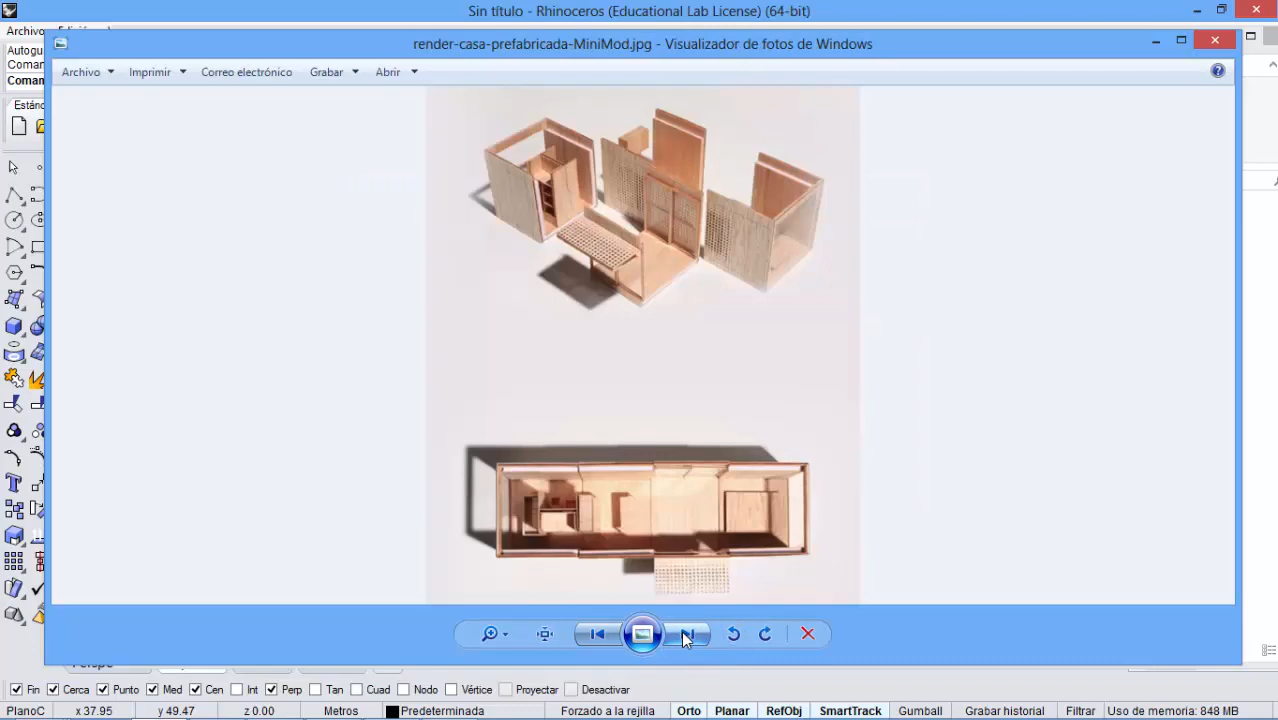 Sin título - Rhinoceros (Educational Lab License) (64-bit)
Archivo
render-casa-prefabricada-MiniMod.jpg - Visualizador de fotos de Windows
Autogu
Comar
Coman
Archivo Imprimir Correo electrónico Grabar Abrir
Están
Fin Cerca Punto Med Cen Int Perp Tan Cuad Nodo Vértice Proyectar Desactivar
PlanoC x 37.95 y 49.47 z 0.00 Metros Predeterminada Forzado a la rejilla Orto Planar RefObj SmartTrack Gumball Grabar historial Filtrar Uso de memoria: 848 MB